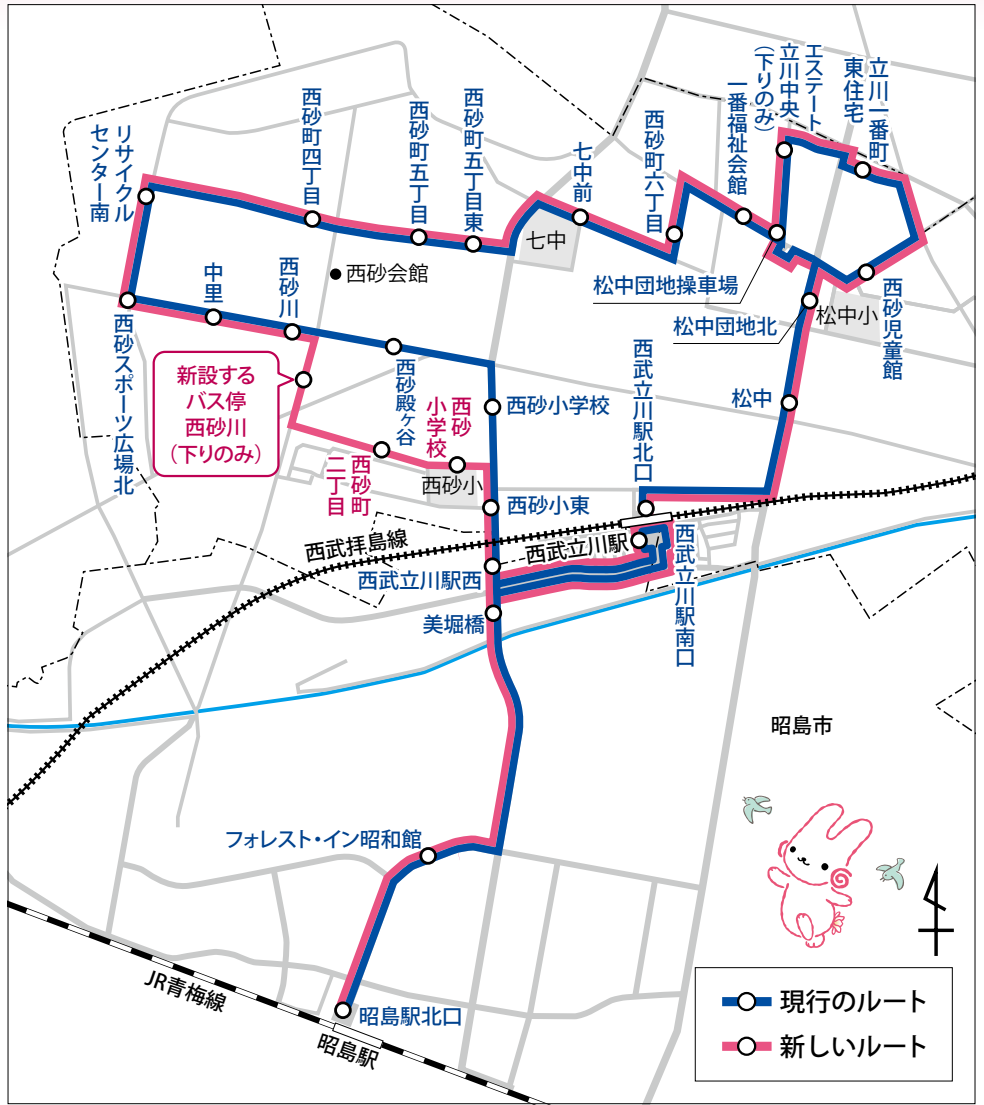 リサイクル
センター南
西砂町四丁目
西砂町五丁目
西砂町五丁目東
七中前
七中
西砂町六丁目
一番福祉会館
エステート
立川中央
(下りのみ)
立川一番町
東住宅
西砂会館
中里
西砂川
西砂スポーツ広場北
新設する
バス停
西砂川
(下りのみ)
西砂殿ヶ谷
西砂
小学校
西砂町
二丁目
西砂小
西砂小学校
西砂小東
松中団地操車場
松中団地北
松中小
西砂児童館
松中
西武立川駅北口
西武拝島線
西武立川駅
西武立川駅西
西武立川駅南口
美堀橋
昭島市
フォレスト・イン昭和館
JR青梅線
昭島駅北口
昭島駅
現行のルート
新しいルート